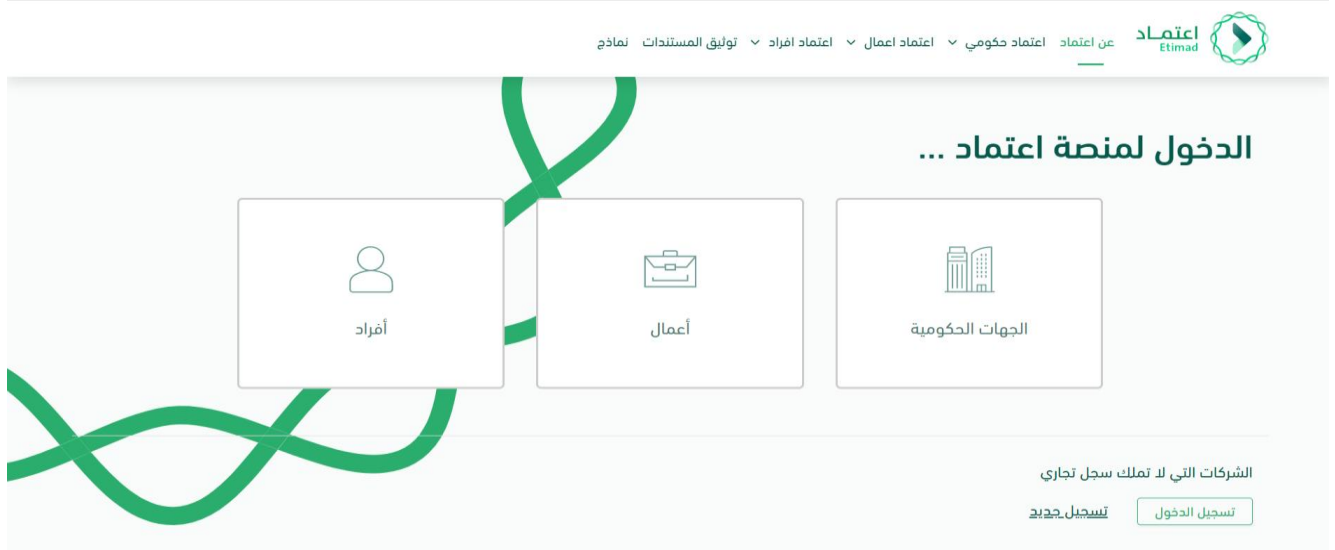 اعتماد
Etimad
عن اعتماد اعتماد حكومي اعتماد اعمال اعتماد افراد توثيق المستندات نماذج
الدخول لمنصة اعتماد ...
الجهات الحكومية
أعمال
أفراد
الشركات التي لا تملك سجل تجاري
تسجيل الدخول تسجيل جديد